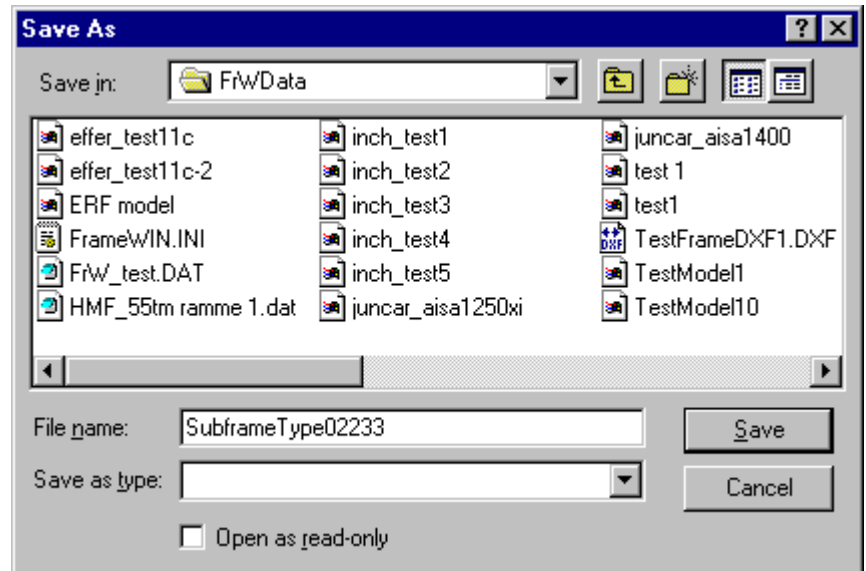 Save As
Save in: FrWData
effer_test11c inch_test1 juncar_aisa1400
effer_test11c-2 inch_test2 test 1
ERF model inch_test3 test1
FrameWIN.INI inch_test4 TestFrameDXF1.DXF
FrW_test.DAT inch_test5 TestModel1
HMF_55tm ramme 1.dat juncar_aisa1250xi TestModel10
File name: SubframeType02233 Save
Save as type: Cancel
Open as read-only